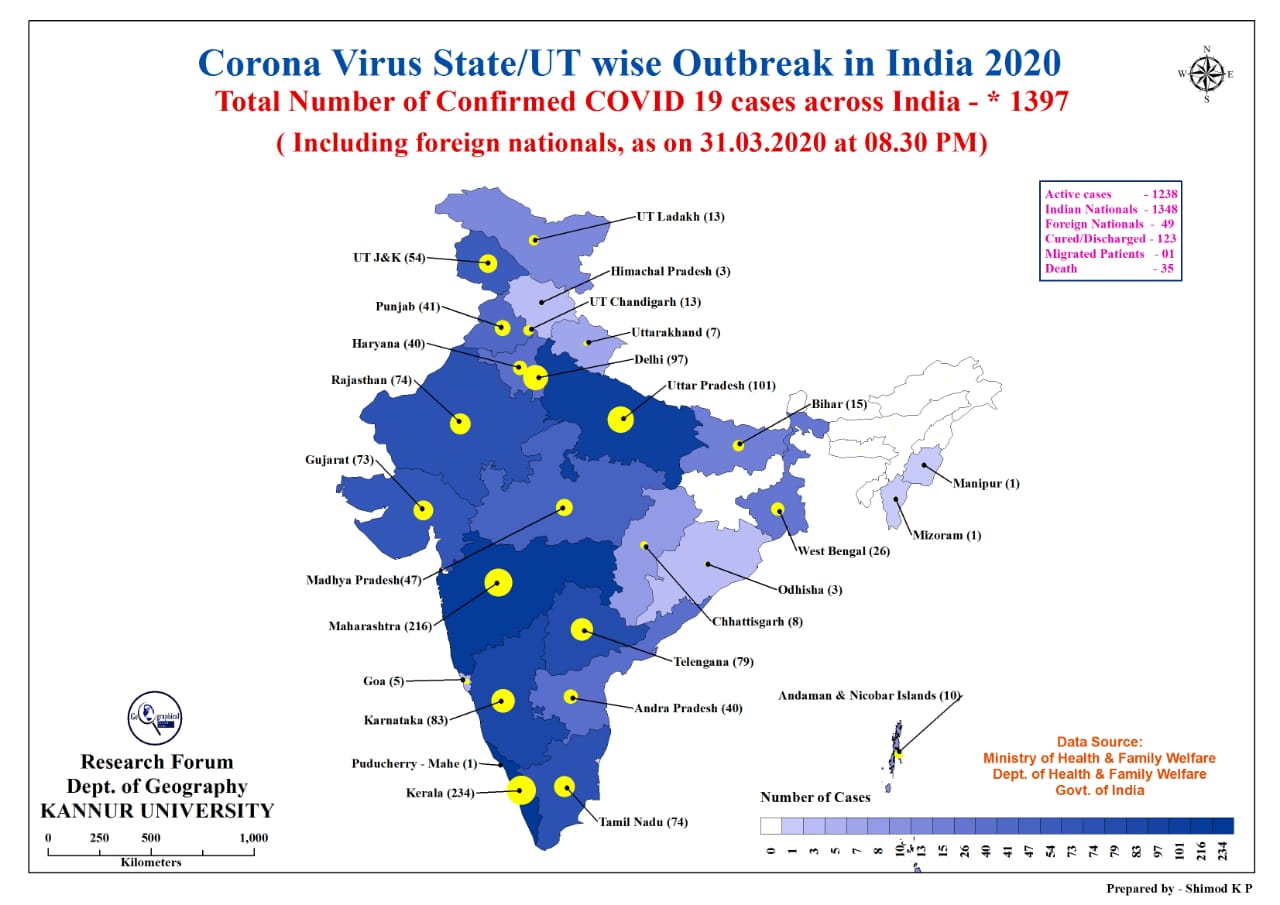 Corona Virus State/UT wise Outbreak in India 2020
Total Number of Confirmed COVID 19 cases across India - * 1397
( Including foreign nationals, as on 31.03.2020 at 08.30 PM)
N
W E
S
Active cases - 1238
Indian Nationals - 1348
Foreign Nationals - 49
Cured/Discharged - 123
Migrated Patients - 01
Death - 35
UT Ladakh (13)
UT J&K (54)
Himachal Pradesh (3)
UT Chandigarh (13)
Punjab (41)
Uttarakhand (7)
Haryana (40)
Delhi (97)
Rajasthan (74)
Uttar Pradesh (101)
Bihar (15)
Gujarat (73)
Manipur (1)
Mizoram (1)
West Bengal (26)
Madhya Pradesh(47)
Odhisha (3)
Chhattisgarh (8)
Maharashtra (216)
Telengana (79)
Goa (5)
Andaman & Nicobar Islands (10)
Andra Pradesh (40)
Karnataka (83)
Puducherry - Mahe (1)
Kerala (234)
Tamil Nadu (74)
Research Forum
Dept. of Geography
KANNUR UNIVERSITY
0 250 500 1,000
Kilometers
Data Source:
Ministry of Health & Family Welfare
Dept. of Health & Family Welfare
Govt. of India
Number of Cases
0 1 3 5 7 8 10 13 15 26 40 41 47 54 73 74 79 83 97 101 216 234
Prepared by - Shimod K P